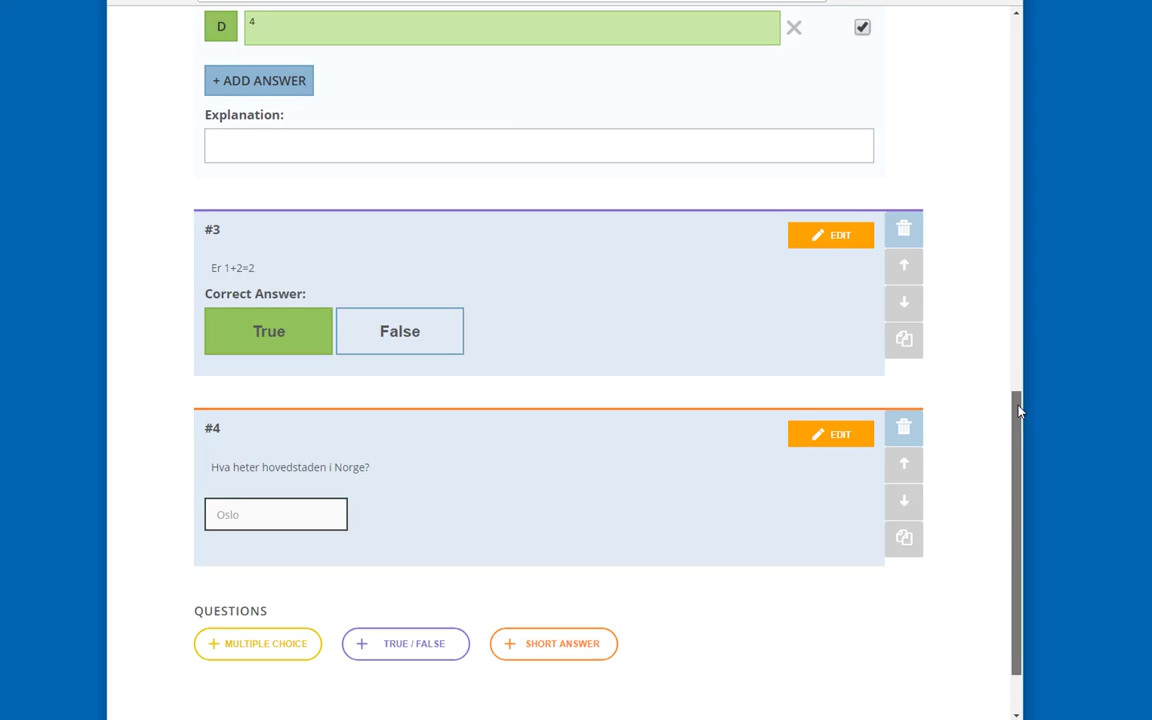 D 4
+ ADD ANSWER
Explanation:
#3 EDIT
Er 1+2=2
Correct Answer:
True False
#4 EDIT
Hva heter hovedstaden i Norge?
Oslo
QUESTIONS
+ MULTIPLE CHOICE + TRUE / FALSE + SHORT ANSWER